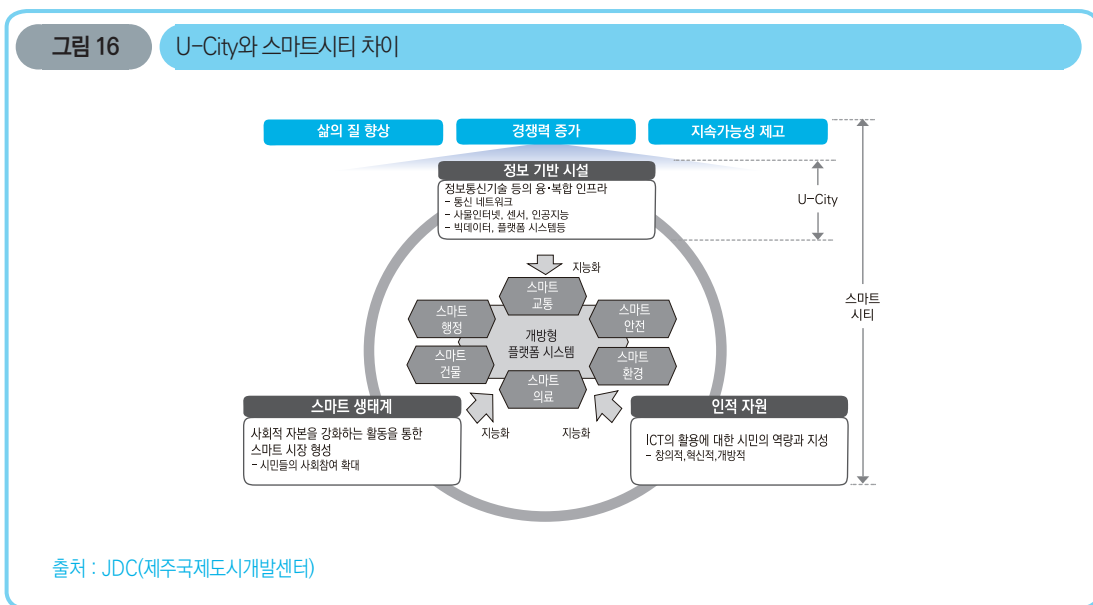 그림 16
U-City와 스마트시티 차이
삶의 질 향상
경쟁력 증가
지속가능성 제고
정보 기반 시설
정보통신기술 등의 융·복합 인프라
- 통신 네트워크
- 사물인터넷, 센서, 인공지능
- 빅데이터, 플랫폼 시스템등
U-City
지능화
스마트
교통
스마트
행정
스마트
안전
개방형
플랫폼 시스템
스마트
건물
스마트
환경
스마트
의료
스마트
시티
지능화
지능화
스마트 생태계
사회적 자본을 강화하는 활동을 통한
스마트 시장 형성
- 시민들의 사회참여 확대
인적 자원
ICT의 활용에 대한 시민의 역량과 지성
- 창의적,혁신적,개방적
출처 : JDC(제주국제도시개발센터)